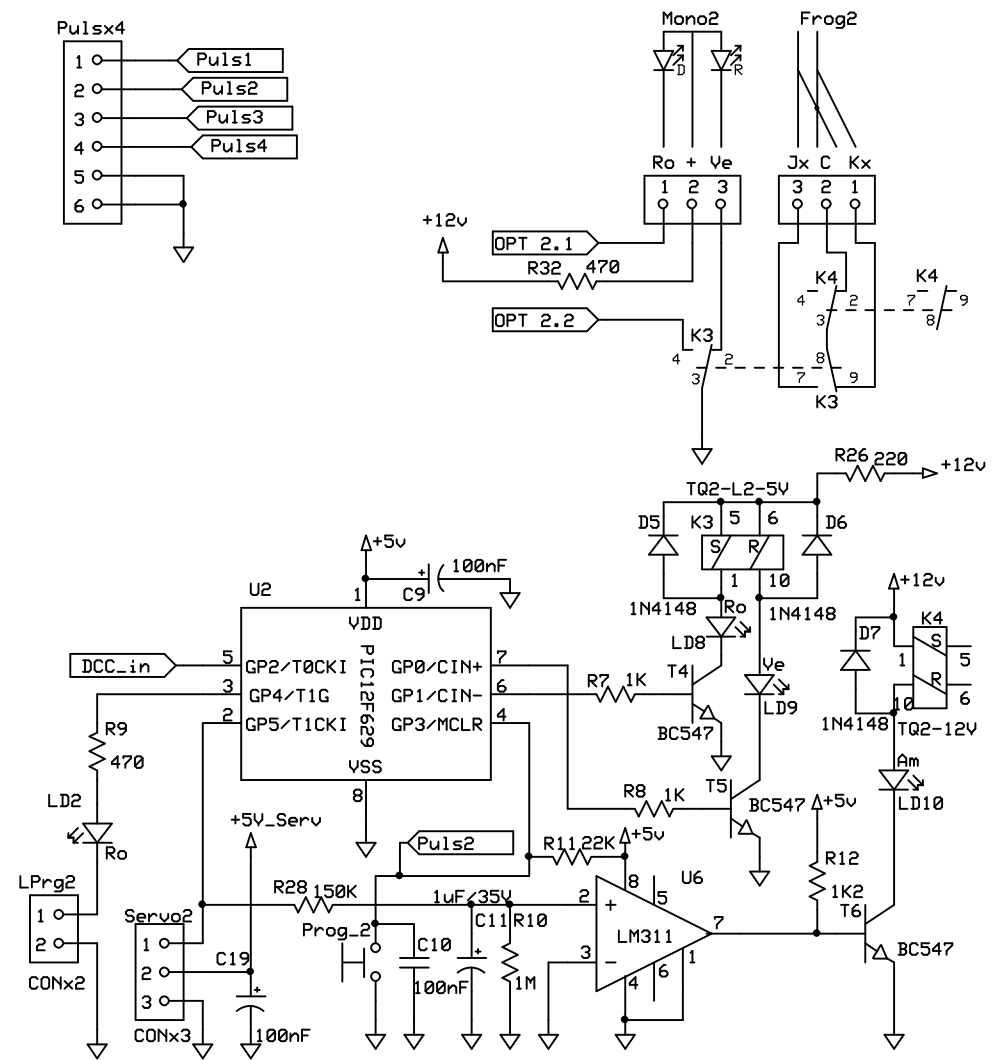 Pulsx4
1 Puls1
2 Puls2
3 Puls3
4 Puls4
5
6
Mono2
D
R
Ro + Ve
1 2 3
Frog2
Jx C Kx
3 2 1
+12v
OPT 2.1
R32 470
OPT 2.2
K3
4
2
3
K4
4
2
3
8
7
9
K3
K4
7
9
8
R26 220
+12v
TQ2-L2-5V
D5
K3
5
6
D6
S
R
1
10
1N4148
1N4148
Ro
LD8
Ve
LD9
+12v
D7
K4
S
R
1
5
10
6
1N4148
TQ2-12V
Am
LD10
+5v
100nF
C9
U2
1
VDD
DCC_in
5
GP2/T0CKI
GP0/CIN+
7
3
GP4/T1G
GP1/CIN-
6
2
GP5/T1CKI
GP3/MCLR
4
PIC12F629
VSS
8
R7 1K
T4
BC547
R8 1K
T5
BC547
R9
470
LD2
Ro
LPrg2
1
2
CONx2
+5V_Serv
Servo2
1
2
3
CONx3
C19
100nF
R28 150K
Puls2
Prog_2
R11 22K
+5v
1uF/35V
C10
100nF
C11
R10
1M
U6
2
3
8
5
7
+
-
LM311
4
6
1
+5v
R12
1K2
T6
BC547